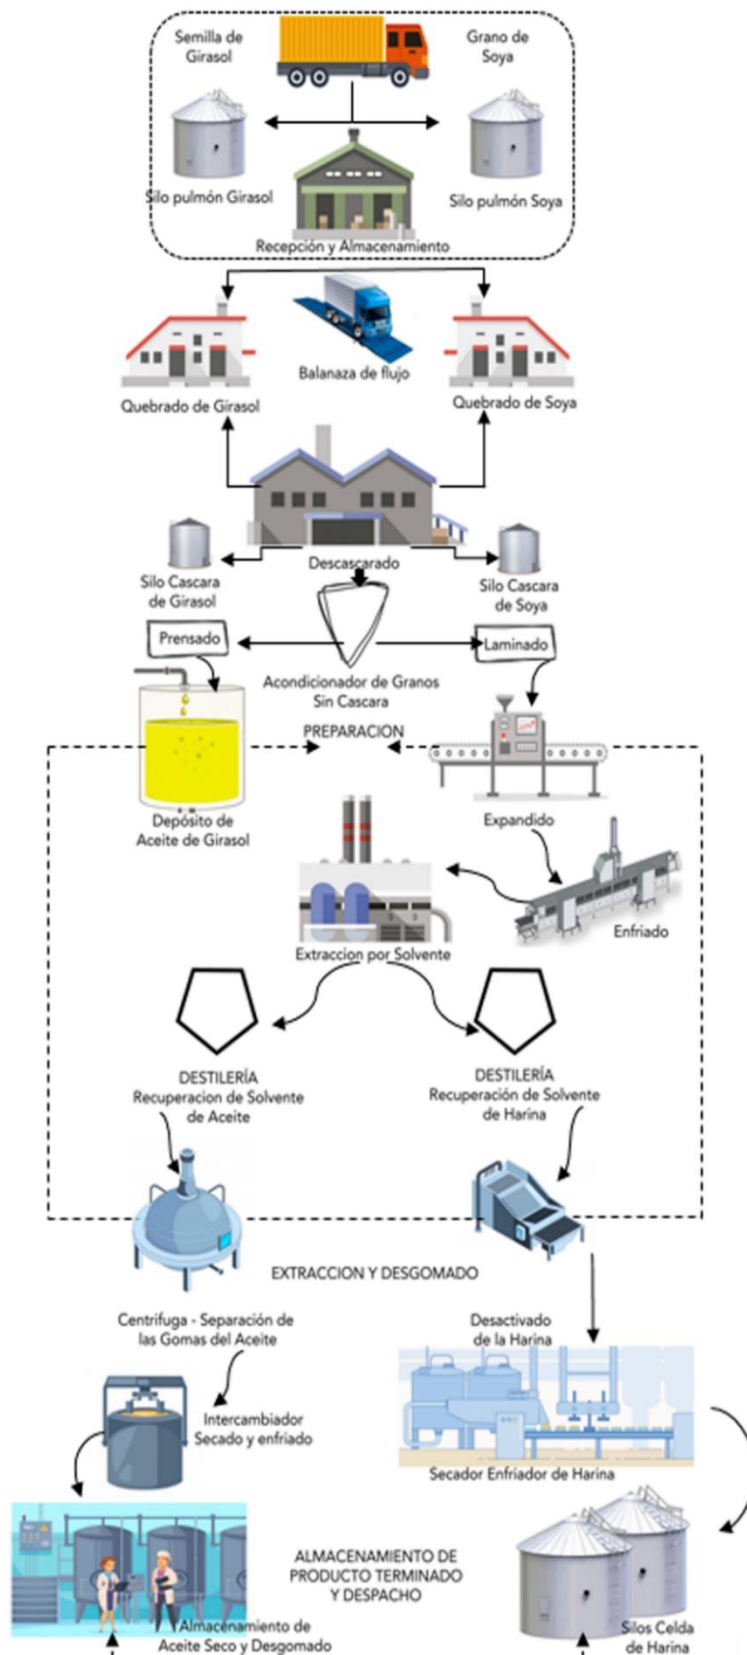 Semilla de
Girasol
Grano de
Soya
Silo pulmón Girasol
Silo pulmón Soya
Recepción y Almacenamiento
Balanaza de flujo
Quebrado de Girasol
Quebrado de Soya
Descascarado
Silo Cascara
de Girasol
Silo Cascara
de Soya
Prensado
Laminado
Acondicionador de Granos
Sin Cascara
PREPARACION
Depósito de
Aceite de Girasol
Expandido
Enfriado
Extraccion por Solvente
DESTILERÍA
Recuperacion de Solvente
de Aceite
DESTILERÍA
Recuperación de Solvente
de Harina
EXTRACCION Y DESGOMADO
Centrifuga - Separación de
las Gomas del Aceite
Desactivado
de la Harina
Intercambiador
Secado y enfriado
Secador Enfriador de Harina
ALMACENAMIENTO DE
PRODUCTO TERMINADO
Y DESPACHO
Almacenamiento de
Aceite Seco y Desgomado
Silos Celda
de Harina